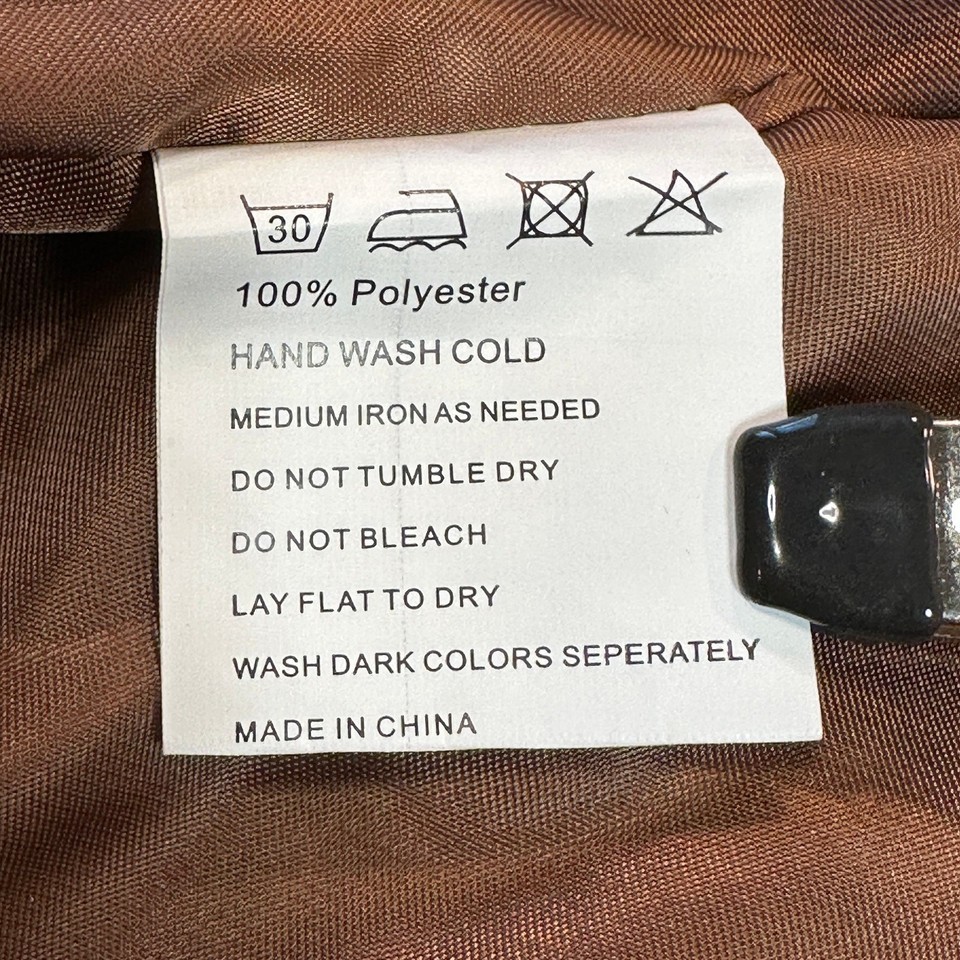 30
100% Polyester
HAND WASH COLD
MEDIUM IRON AS NEEDED
DO NOT TUMBLE DRY
DO NOT BLEACH
LAY FLAT TO DRY
WASH DARK COLORS SEPERATELY
MADE IN CHINA